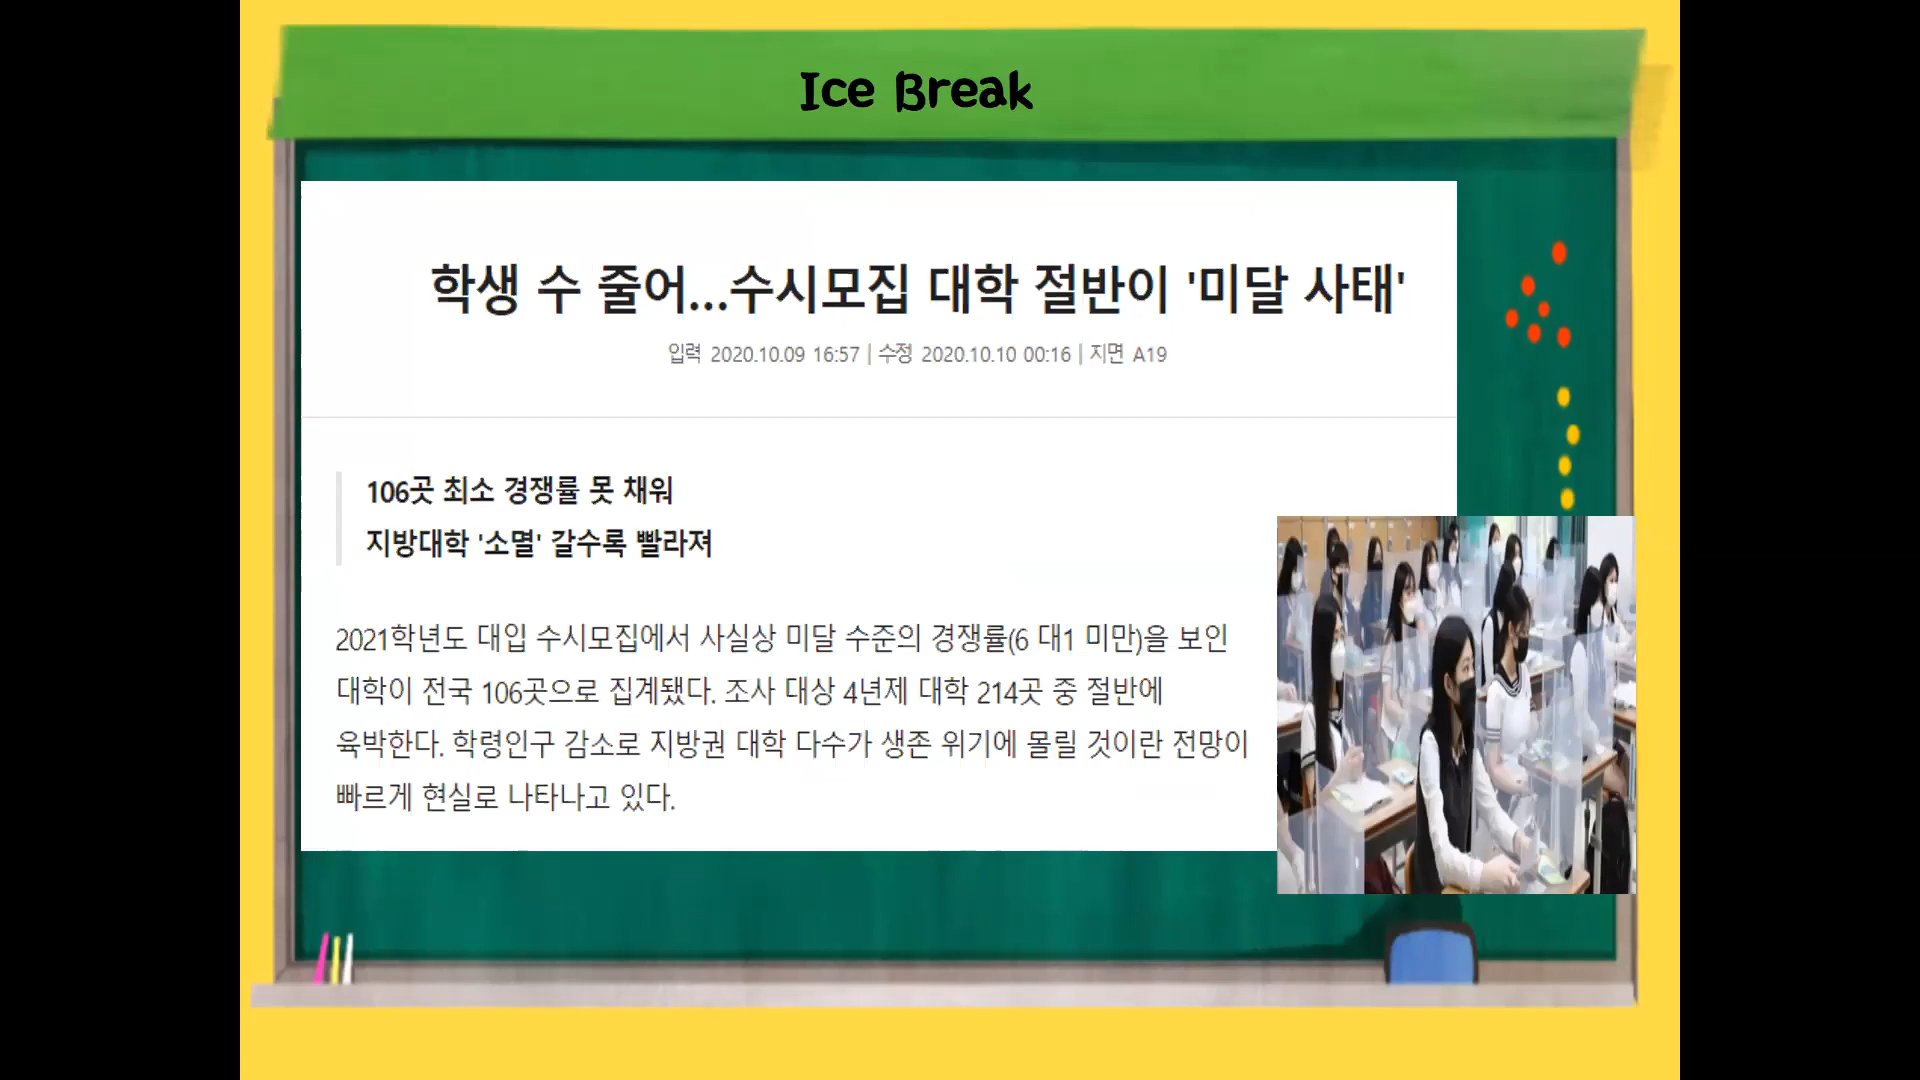 Ice Break
학생 수 줄어...수시모집 대학 절반이 '미달 사태'
입력 2020.10.09 16:57 | 수정 2020.10.10 00:16 | 지면 A19
106곳 최소 경쟁률 못 채워
지방대학 '소멸' 갈수록 빨라져
2021학년도 대입 수시모집에서 사실상 미달 수준의 경쟁률(6 대1 미만)을 보인
대학이 전국 106곳으로 집계됐다. 조사 대상 4년제 대학 214곳 중 절반에
육박한다. 학령인구 감소로 지방권 대학 다수가 생존 위기에 몰릴 것이란 전망이
빠르게 현실로 나타나고 있다.